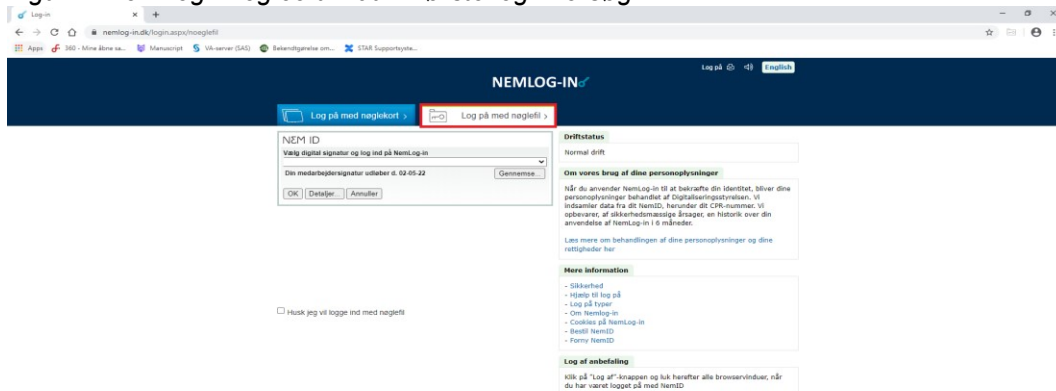 Log-in
nemlog-in.dk/login.aspx/noeglefil
Apps
360 - Mine åbne sa...
Manuscript
VA-server (SAS)
Bekendtgørelse om...
STAR Supportsyste...
Log på
English
NEMLOG-IN
Log på med nøglekort >
Log på med nøglefil >
NEM ID
Vælg digital signatur og log ind på NemLog-in
Din medarbejdersignatur udløber d. 02-05-22
Gennemse...
OK
Detaljer...
Annuller
Husk jeg vil logge ind med nøglefil
Driftstatus
Normal drift
Om vores brug af dine personoplysninger
Når du anvender NemLog-in til at bekræfte din identitet, bliver dine
personoplysninger behandlet af Digitaliseringsstyrelsen. Vi
indsamler data fra dit NemID, herunder dit CPR-nummer. Vi
opbevarer, af sikkerhedsmæssige årsager, en historik over din
anvendelse af NemLog-in i 6 måneder.
Læs mere om behandlingen af dine personoplysninger og dine
rettigheder her
Mere information
- Sikkerhed
- Hjælp til log på
- Log på typer
- Om Nemlog-in
- Cookies på NemLog-in
- Bestil NemID
- Forny NemID
Log af anbefaling
Klik på "Log af"-knappen og luk herefter alle browservinduer, når
du har været logget på med NemID